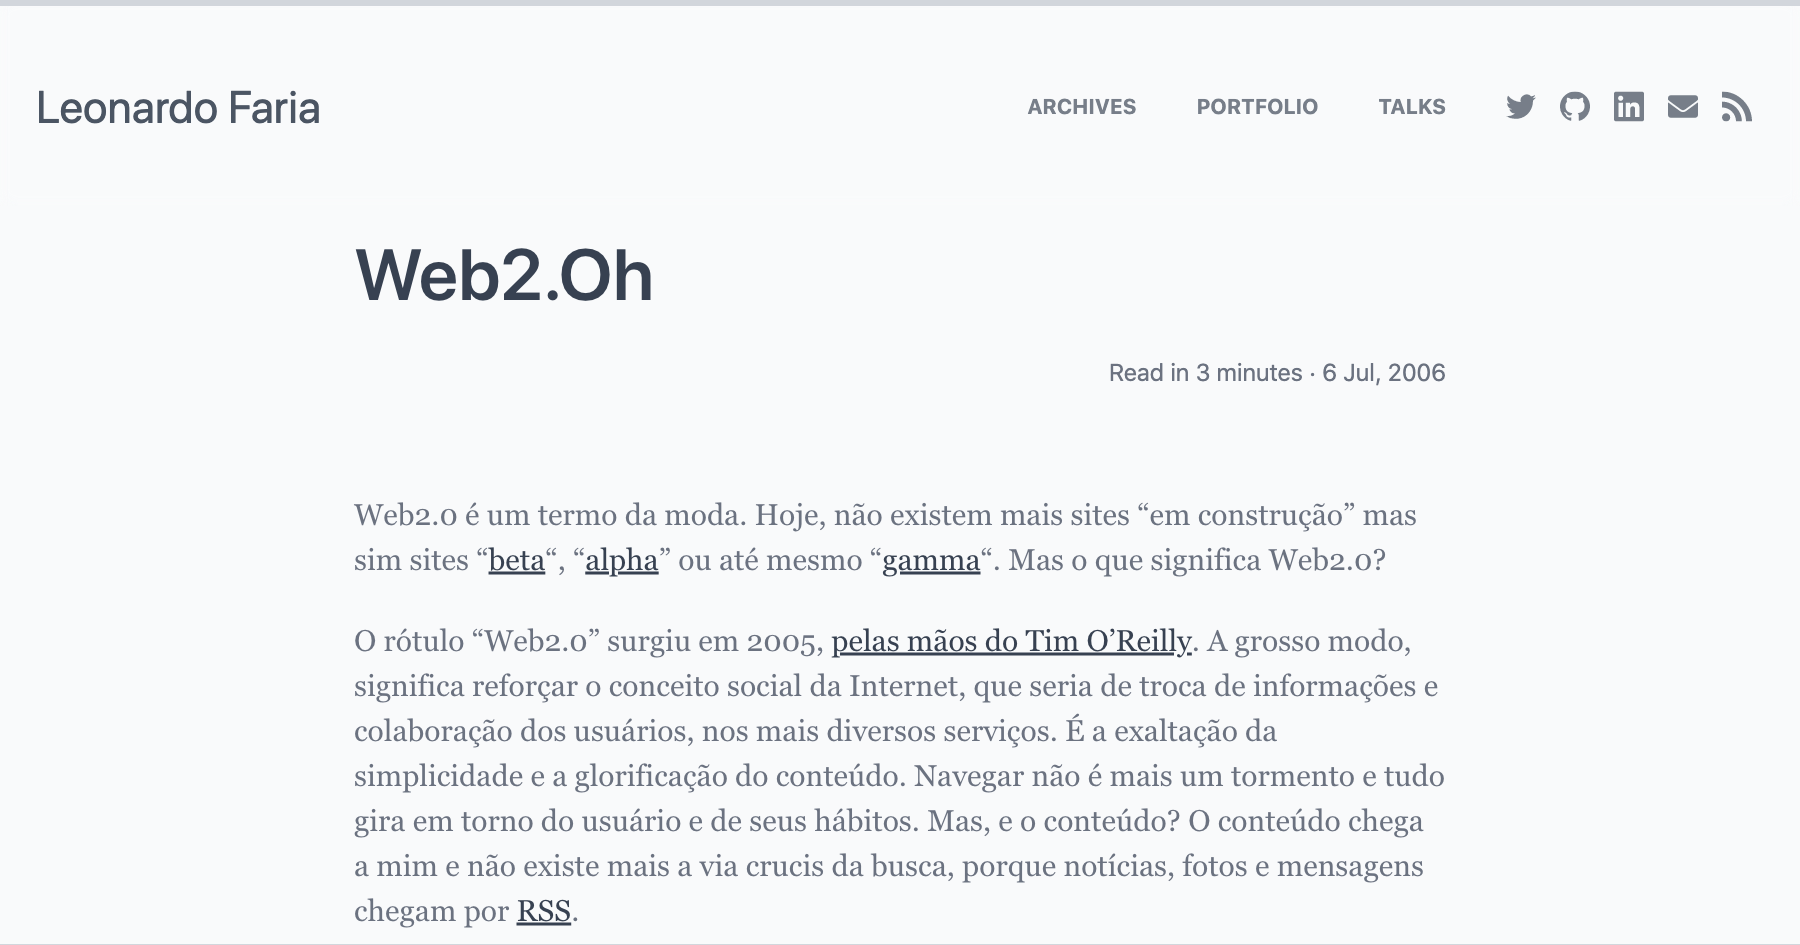 Leonardo Faria
ARCHIVES PORTFOLIO TALKS
Web2.Oh
Read in 3 minutes · 6 Jul, 2006
Web2.0 é um termo da moda. Hoje, não existem mais sites “em construção” mas
sim sites “beta“, “alpha” ou até mesmo “gamma“. Mas o que significa Web2.0?
O rótulo “Web2.0” surgiu em 2005, pelas mãos do Tim O’Reilly. A grosso modo,
significa reforçar o conceito social da Internet, que seria de troca de informações e
colaboração dos usuários, nos mais diversos serviços. É a exaltação da
simplicidade e a glorificação do conteúdo. Navegar não é mais um tormento e tudo
gira em torno do usuário e de seus hábitos. Mas, e o conteúdo? O conteúdo chega
a mim e não existe mais a via crucis da busca, porque notícias, fotos e mensagens
chegam por RSS.